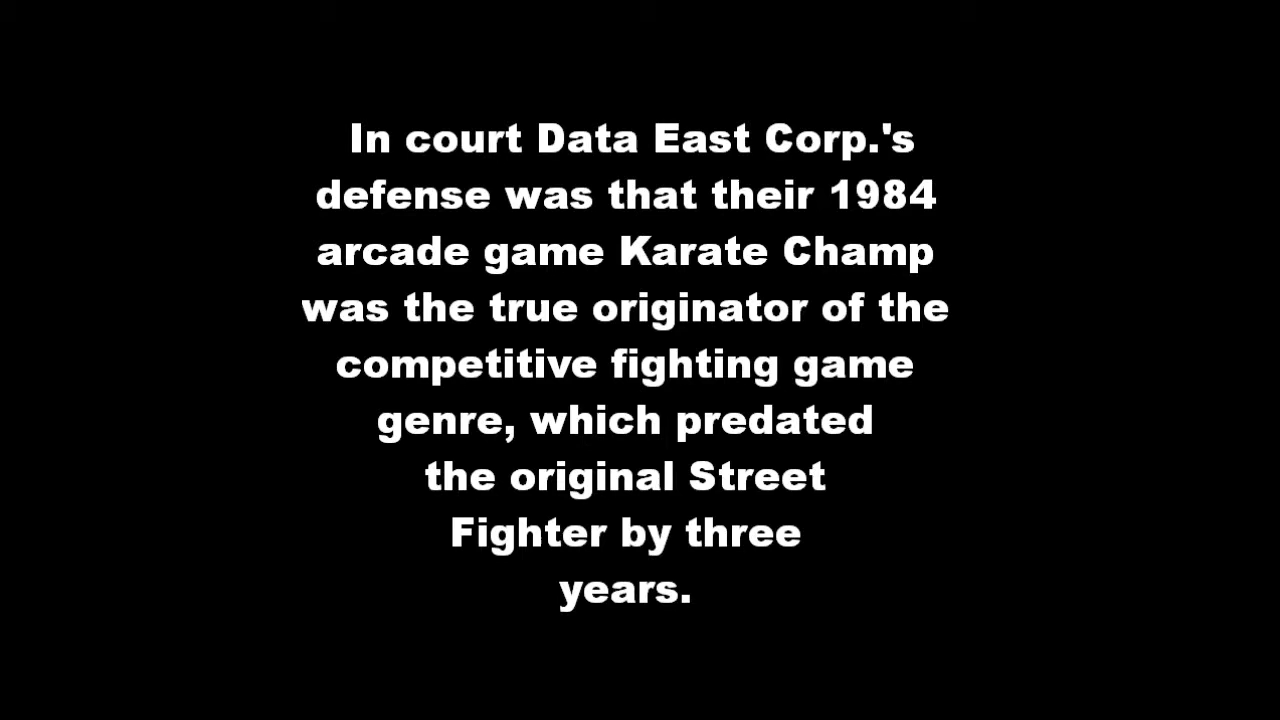 In court Data East Corp.'s
defense was that their 1984
arcade game Karate Champ
was the true originator of the
competitive fighting game
genre, which predated
the original Street
Fighter by three
years.